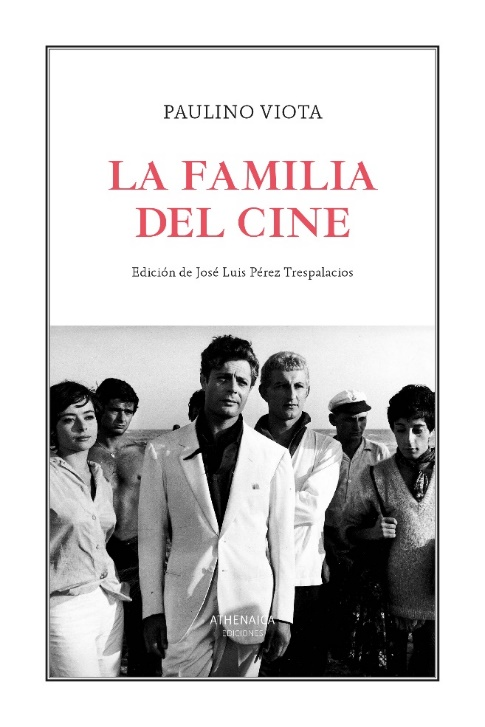 PAULINO VIOTA
LA FAMILIA
DEL CINE
Edición de José Luis Pérez Trespalacios
ATHENAICA
EDICIONES